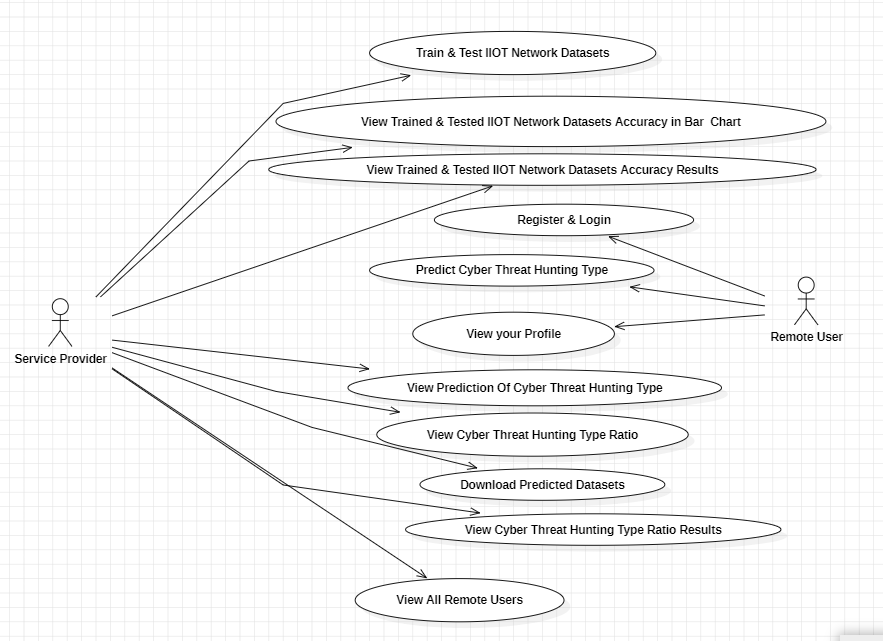 Train & Test IIOT Network Datasets
View Trained & Tested IIOT Network Datasets Accuracy in Bar  Chart
View Trained & Tested IIOT Network Datasets Accuracy Results
Register & Login
Predict Cyber Threat Hunting Type
View your Profile
Remote User
Service Provider
View Prediction Of Cyber Threat Hunting Type
View Cyber Threat Hunting Type Ratio
Download Predicted Datasets
View Cyber Threat Hunting Type Ratio Results
View All Remote Users